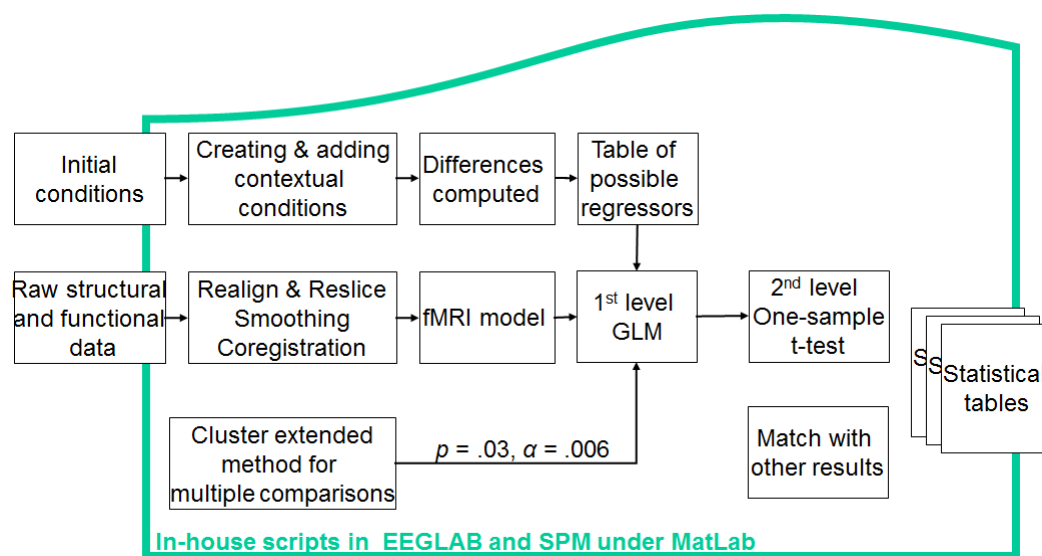 Initial
conditions
Creating & adding
contextual
conditions
Differences
computed
Table of
possible
regressors
Raw structural
and functional
data
Realign & Reslice
Smoothing
Coregistration
fMRI model
1st level
GLM
2nd level
One-sample
t-test
S
S
Statistical
tables
Cluster extended
method for
multiple comparisons
p = .03, α = .006
Match with
other results
In-house scripts in EEGLAB and SPM under MatLab